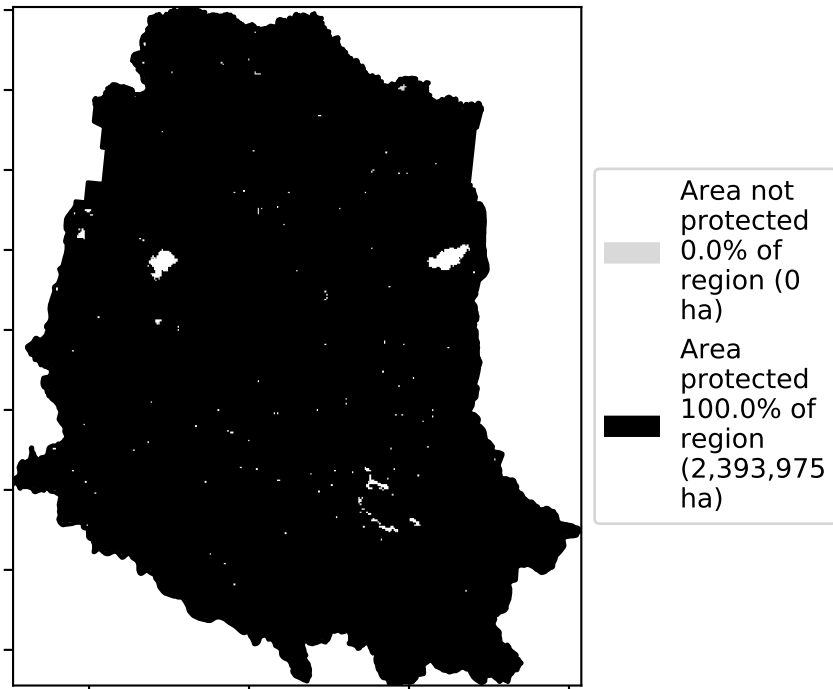 Area not
protected
0.0% of
region (0
ha)
Area
protected
100.0% of
region
(2,393,975
ha)